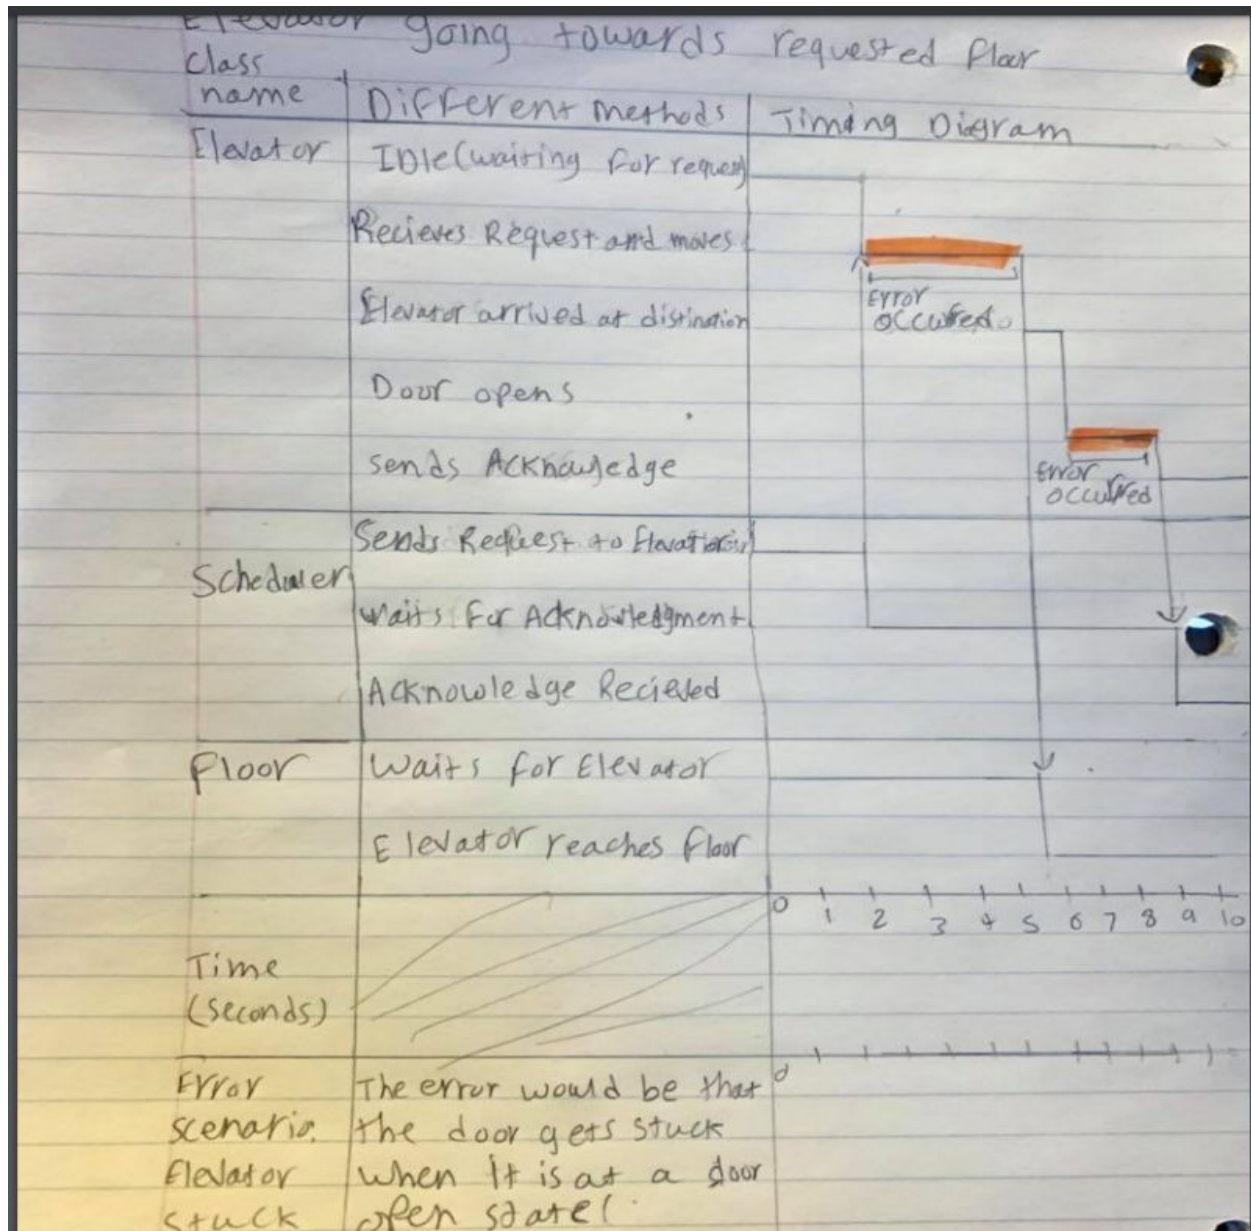 Elevator going towards requested floor
Class
name
Different methods
Timing Diagram
Elevator
IDle(waiting for request)
Recieves Request and moves
Elevator arrived at distination
Door opens
sends Acknowledge
Error
occurred
Error
occurred
Scheduler
Sends Request to Elevator
waits for Acknowledgment
Acknowledge Recieved
Floor
Waits for Elevator
Elevator reaches floor
0 1 2 3 4 5 6 7 8 9 10
Time
(seconds)
0
Error
scenario.
Elevator
stuck
The error would be that
the door gets stuck
when it is at a door
open state!